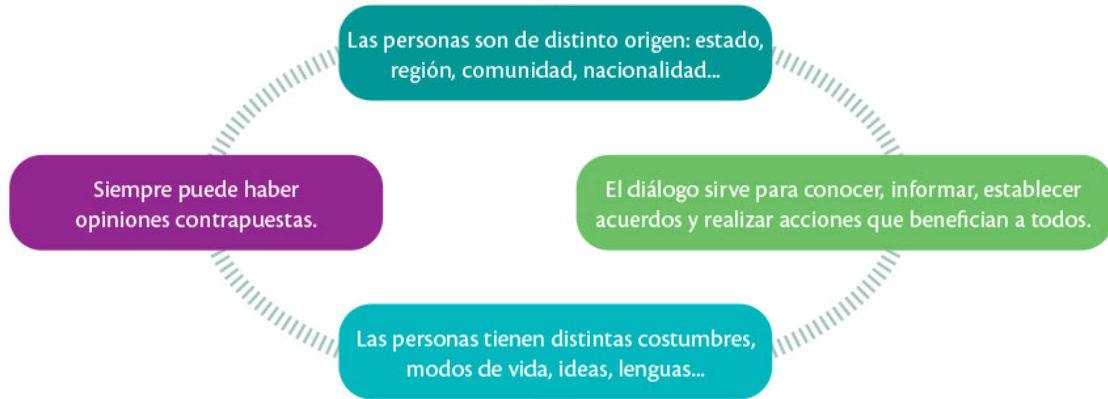 Las personas son de distinto origen: estado,
región, comunidad, nacionalidad...
Siempre puede haber
opiniones contrapuestas.
El diálogo sirve para conocer, informar, establecer
acuerdos y realizar acciones que benefician a todos.
Las personas tienen distintas costumbres,
modos de vida, ideas, lenguas...